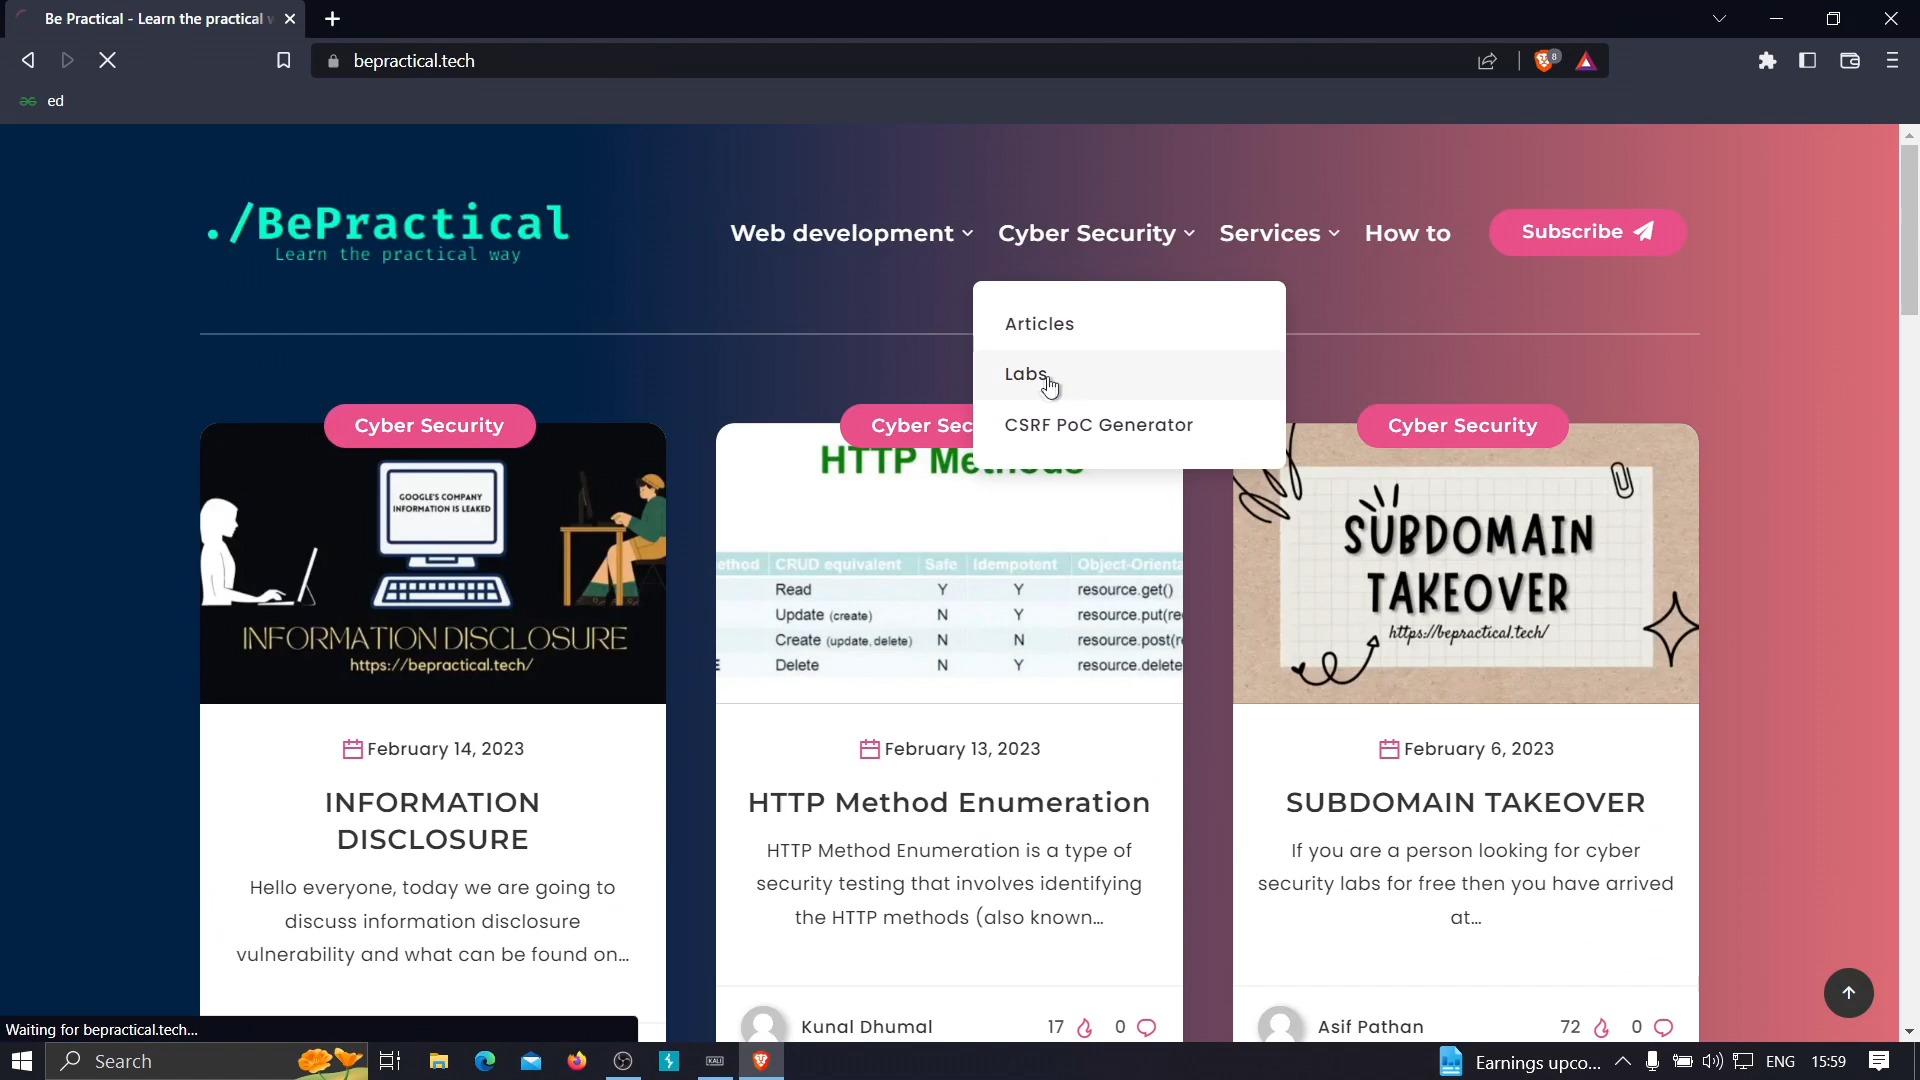 Be Practical - Learn the practical
bepractical.tech
8
ed
./BePractical
Learn the practical way
Web development
Cyber Security
Services
How to
Subscribe
Articles
Labs
CSRF PoC Generator
Cyber Security
Cyber Sec
Cyber Security
GOOGLE'S COMPANY
INFORMATION IS LEAKED
INFORMATION DISCLOSURE
https://bepractical.tech/
HTTP Methods
ethod CRUD equivalent Safe Idempotent Object-Orienta
Read Y Y resource.get()
Update (create) N Y resource.put(re
Create (update, delete) N N resource.post(r
E Delete N Y resource.delete
SUBDOMAIN
TAKEOVER
https://bepractical.tech/
February 14, 2023
INFORMATION
DISCLOSURE
Hello everyone, today we are going to
discuss information disclosure
vulnerability and what can be found on...
February 13, 2023
HTTP Method Enumeration
HTTP Method Enumeration is a type of
security testing that involves identifying
the HTTP methods (also known...
Kunal Dhumal 17 0
February 6, 2023
SUBDOMAIN TAKEOVER
If you are a person looking for cyber
security labs for free then you have arrived
at...
Asif Pathan 72 0
Waiting for bepractical.tech...
Search
KALI
Earnings upco...
ENG
15:59